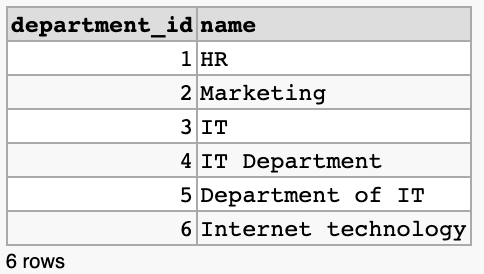 department_id name
1 HR
2 Marketing
3 IT
4 IT Department
5 Department of IT
6 Internet technology
6 rows